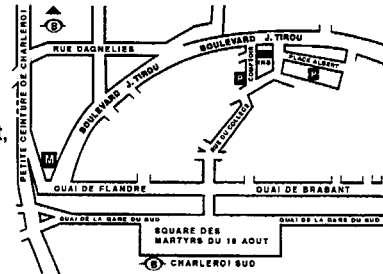 B
PETITE CEINTURE DE CHARLEROI
RUE DAGNELIES
BOULEVARD J. TIROU
BOULEVARD J. TIROU
COMPTOIR
ING
P
PLACE ALBERT
P
RUE DU COLLEGE
M
QUAI DE FLANDRE
QUAI DE BRABANT
QUAI DE LA GARE DU SUD
QUAI DE LA GARE DU SUD
SQUARE DES
MARTYRS DU 18 AOUT
B CHARLEROI SUD